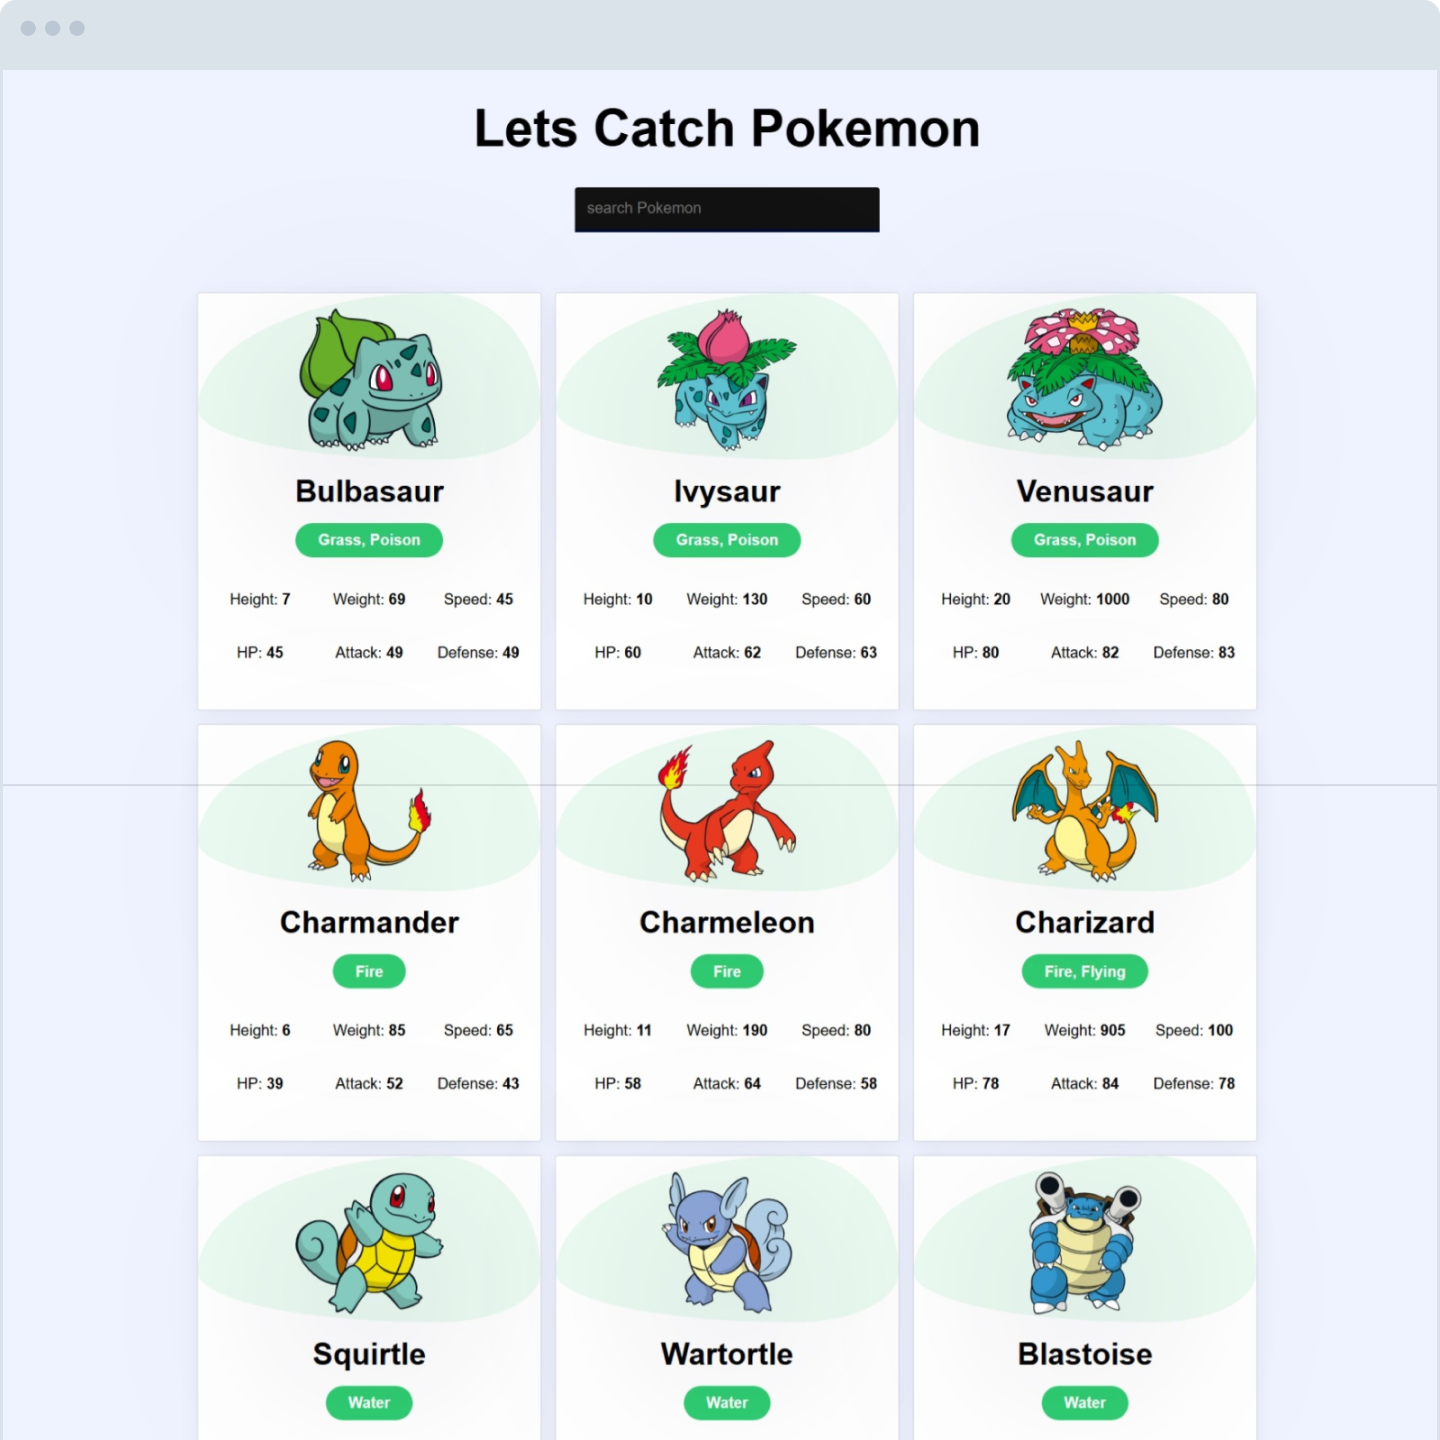 Lets Catch Pokemon
search Pokemon
Bulbasaur
Grass, Poison
Height: 7 Weight: 69 Speed: 45
HP: 45 Attack: 49 Defense: 49
Ivysaur
Grass, Poison
Height: 10 Weight: 130 Speed: 60
HP: 60 Attack: 62 Defense: 63
Venusaur
Grass, Poison
Height: 20 Weight: 1000 Speed: 80
HP: 80 Attack: 82 Defense: 83
Charmander
Fire
Height: 6 Weight: 85 Speed: 65
HP: 39 Attack: 52 Defense: 43
Charmeleon
Fire
Height: 11 Weight: 190 Speed: 80
HP: 58 Attack: 64 Defense: 58
Charizard
Fire, Flying
Height: 17 Weight: 905 Speed: 100
HP: 78 Attack: 84 Defense: 78
Squirtle
Water
Wartortle
Water
Blastoise
Water